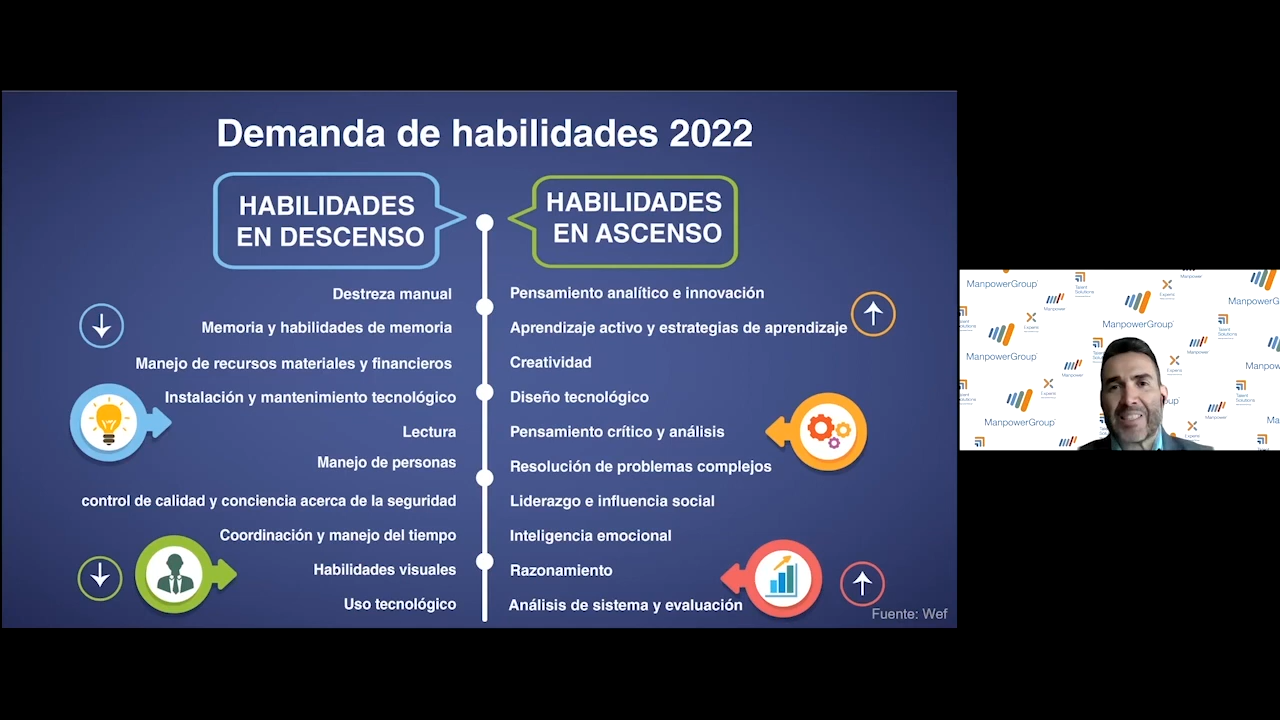 Demanda de habilidades 2022
HABILIDADES
EN DESCENSO
Destreza manual
Memoria y habilidades de memoria
Manejo de recursos materiales y financieros
Instalación y mantenimiento tecnológico
Lectura
Manejo de personas
control de calidad y conciencia acerca de la seguridad
Coordinación y manejo del tiempo
Habilidades visuales
Uso tecnológico
HABILIDADES
EN ASCENSO
Pensamiento analítico e innovación
Aprendizaje activo y estrategias de aprendizaje
Creatividad
Diseño tecnológico
Pensamiento crítico y análisis
Resolución de problemas complejos
Liderazgo e influencia social
Inteligencia emocional
Razonamiento
Análisis de sistema y evaluación
Fuente: Wef
ManpowerGroup
Talent
Solutions
Manpower
Experis
ManpowerGroup
ManpowerGroup
ManpowerGroup